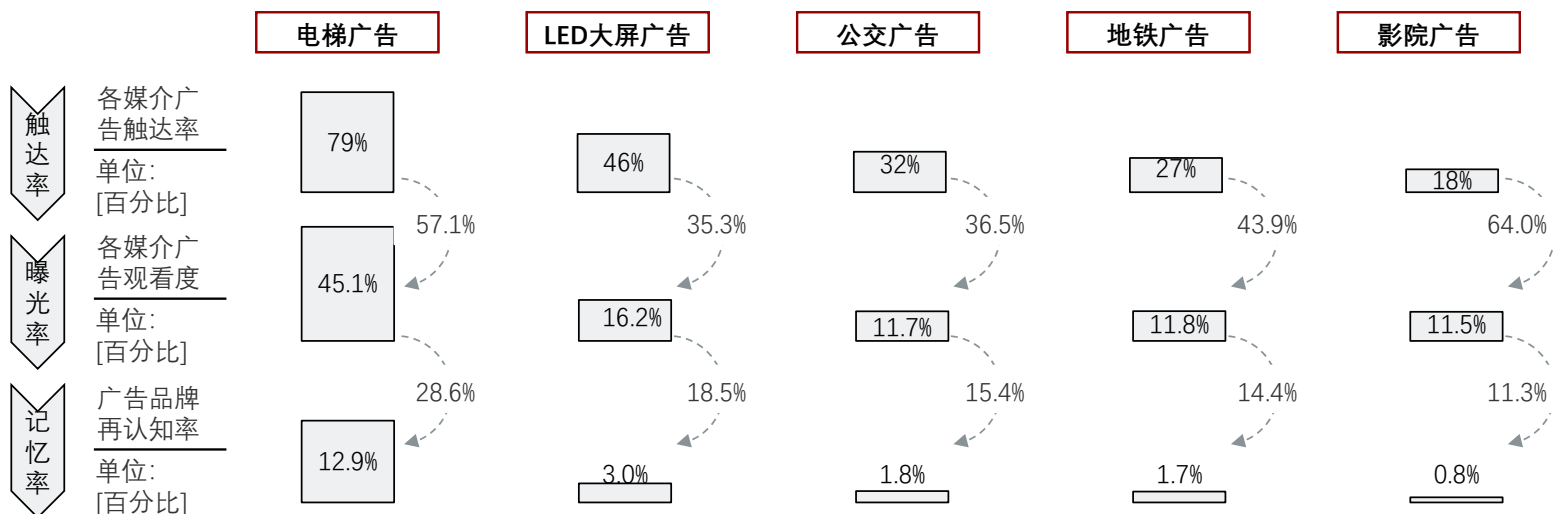 电梯广告
LED大屏广告
公交广告
地铁广告
影院广告
触达率
各媒介广
告触达率
单位:
[百分比]
79%
46%
32%
27%
18%
57.1%
35.3%
36.5%
43.9%
64.0%
曝光率
各媒介广
告观看度
单位:
[百分比]
45.1%
16.2%
11.7%
11.8%
11.5%
28.6%
18.5%
15.4%
14.4%
11.3%
记忆率
广告品牌
再认知率
单位:
[百分比]
12.9%
3.0%
1.8%
1.7%
0.8%